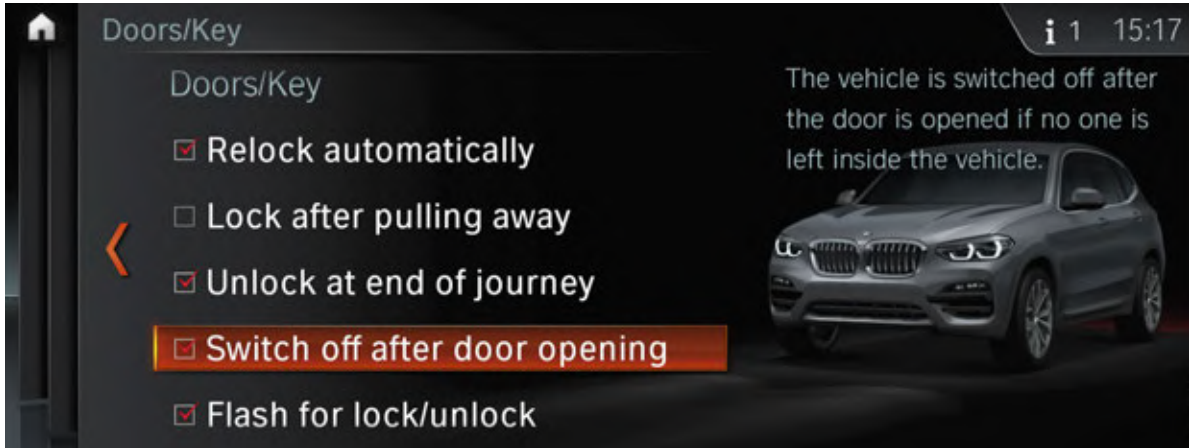 Doors/Key
i 1 15:17
Doors/Key
Relock automatically
Lock after pulling away
Unlock at end of journey
Switch off after door opening
Flash for lock/unlock
The vehicle is switched off after
the door is opened if no one is
left inside the vehicle.